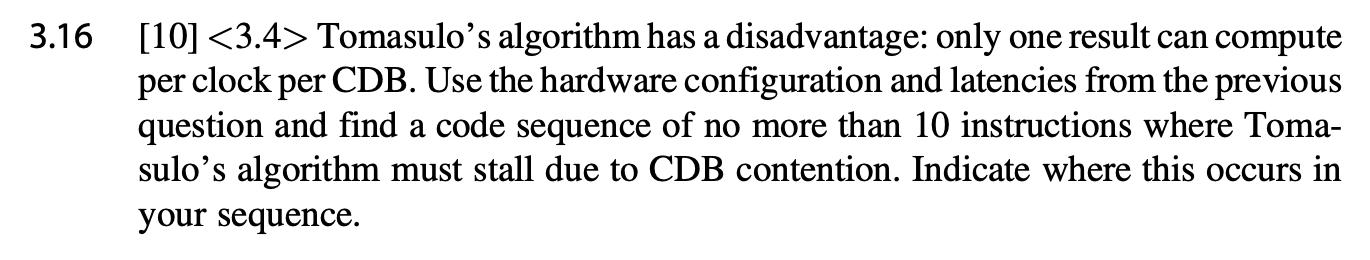 3.16 [10] <3.4> Tomasulo’s algorithm has a disadvantage: only one result can compute
per clock per CDB. Use the hardware configuration and latencies from the previous
question and find a code sequence of no more than 10 instructions where Toma-
sulo’s algorithm must stall due to CDB contention. Indicate where this occurs in
your sequence.